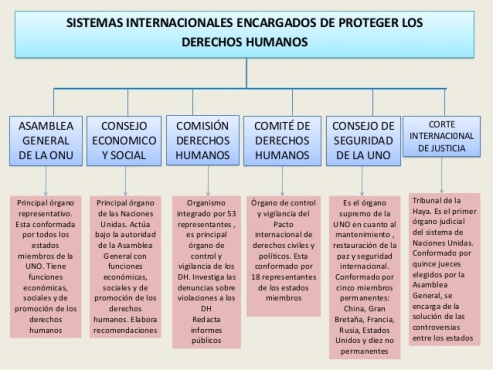 SISTEMAS INTERNACIONALES ENCARGADOS DE PROTEGER LOS
DERECHOS HUMANOS
ASAMBLEA
GENERAL
DE LA ONU
CONSEJO
ECONOMICO
Y SOCIAL
COMISIÓN
DERECHOS
HUMANOS
COMITÉ DE
DERECHOS
HUMANOS
CONSEJO DE
SEGURIDAD
DE LA UNO
CORTE
INTERNACIONAL
DE JUSTICIA
Principal órgano
representativo.
Esta conformada
por todos los
estados
miembros de la
UNO. Tiene
funciones
económicas,
sociales y de
promoción de los
derechos
humanos
Principal órgano
de las Naciones
Unidas. Actúa
bajo la autoridad
de la Asamblea
General con
funciones
económicas,
sociales y de
promoción de los
derechos
humanos. Elabora
recomendaciones
Organismo
integrado por 53
representantes ,
es principal
órgano de
control y
vigilancia de los
DH. Investiga las
denuncias sobre
violaciones a los
DH
Redacta
informes
públicos
Órgano de control
y vigilancia del
Pacto
internacional de
derechos civiles y
políticos. Esta
conformado por
18 representantes
de los estados
miembros
Es el órgano
supremo de la
UNO en cuanto al
mantenimiento ,
restauración de la
paz y seguridad
internacional.
Conformado por
cinco miembros
permanentes:
China, Gran
Bretaña, Francia,
Rusia, Estados
Unidos y diez no
permanentes
Tribunal de la
Haya. Es el primer
órgano judicial
del sistema de
Naciones Unidas.
Conformado por
quince jueces
elegidos por la
Asamblea
General, se
encarga de la
solución de las
controversias
entre los estados